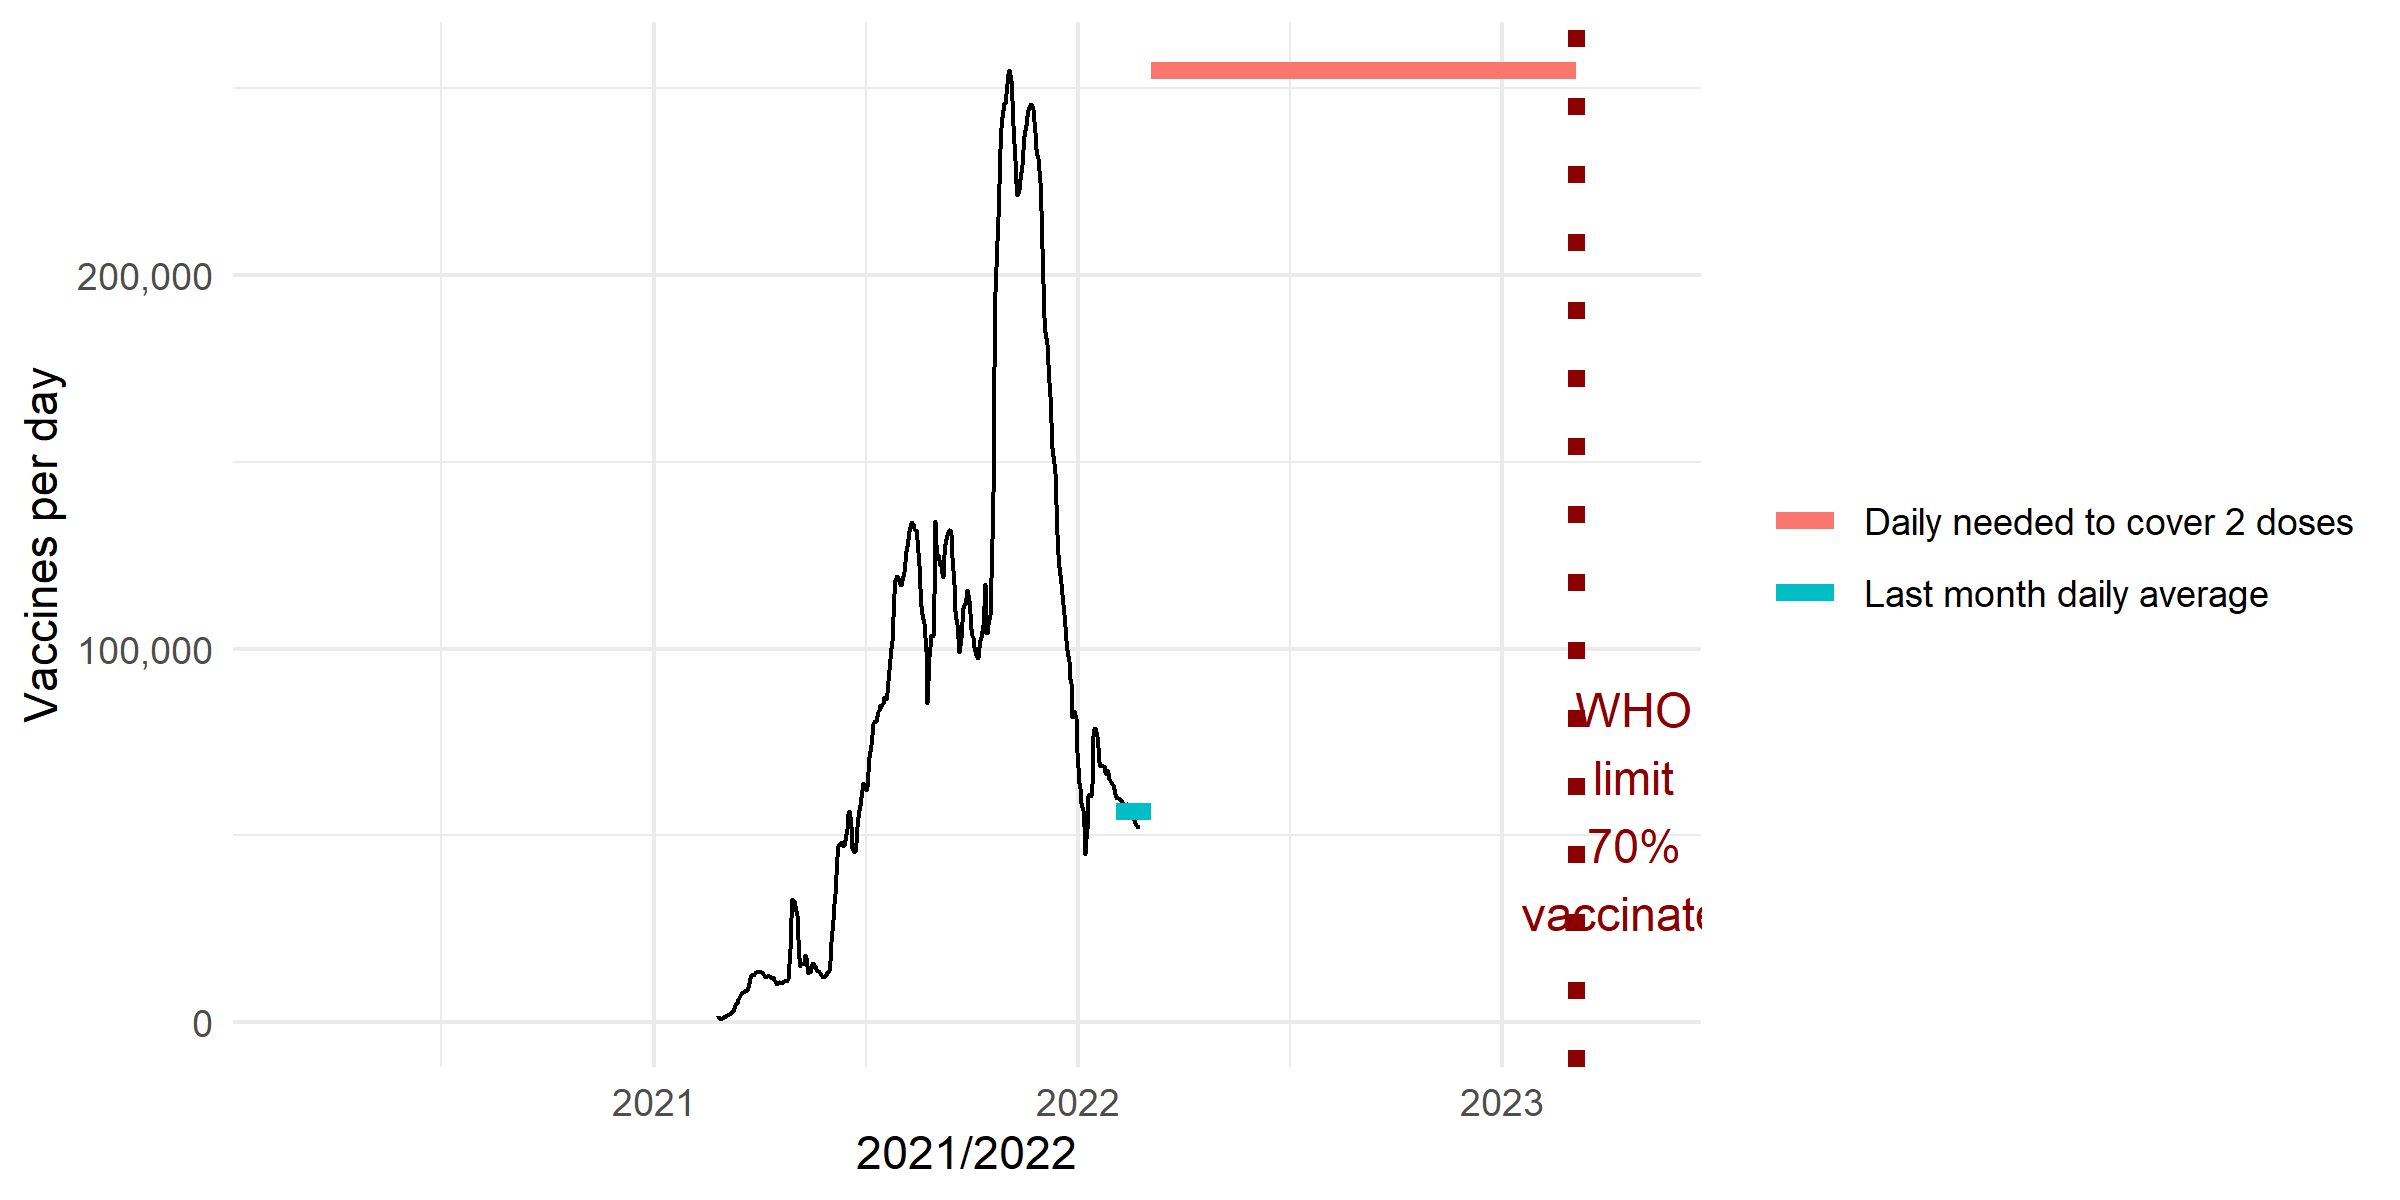 Vaccines per day
200,000
100,000
0
WHO
limit
70%
vaccinate
2021 2022 2023
2021/2022
Daily needed to cover 2 doses
Last month daily average